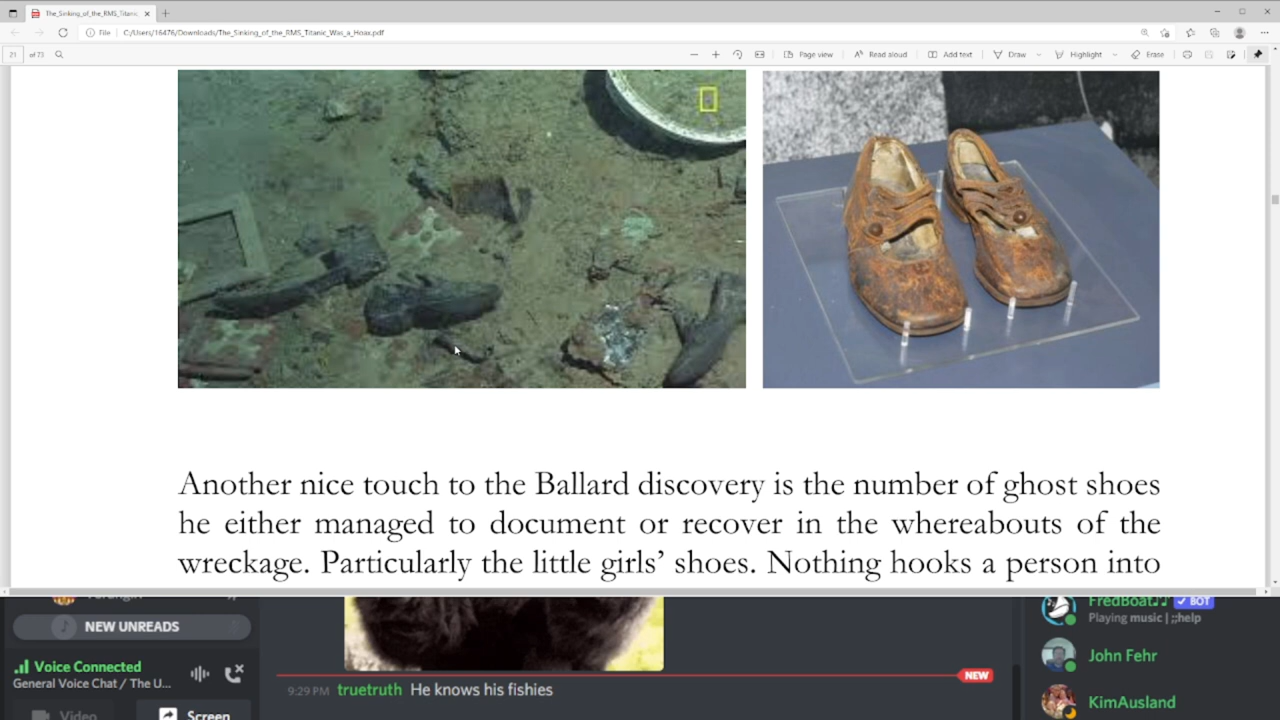 The_Sinking_of_the_RMS_Titanic_
File C:/Users/16476/Downloads/The_Sinking_of_the_RMS_Titanic_Was_a_Hoax.pdf
21 of 73 Page view Read aloud Add text Draw Highlight Erase
Another nice touch to the Ballard discovery is the number of ghost shoes
he either managed to document or recover in the whereabouts of the
wreckage. Particularly the little girls’ shoes. Nothing hooks a person into
NEW UNREADS
Voice Connected
General Voice Chat / The U...
Video Screen
NEW
9:29 PM truetruth He knows his fishies
FredBoat♪♪ ✓ BOT
Playing music | ;;help
John Fehr
KimAusland